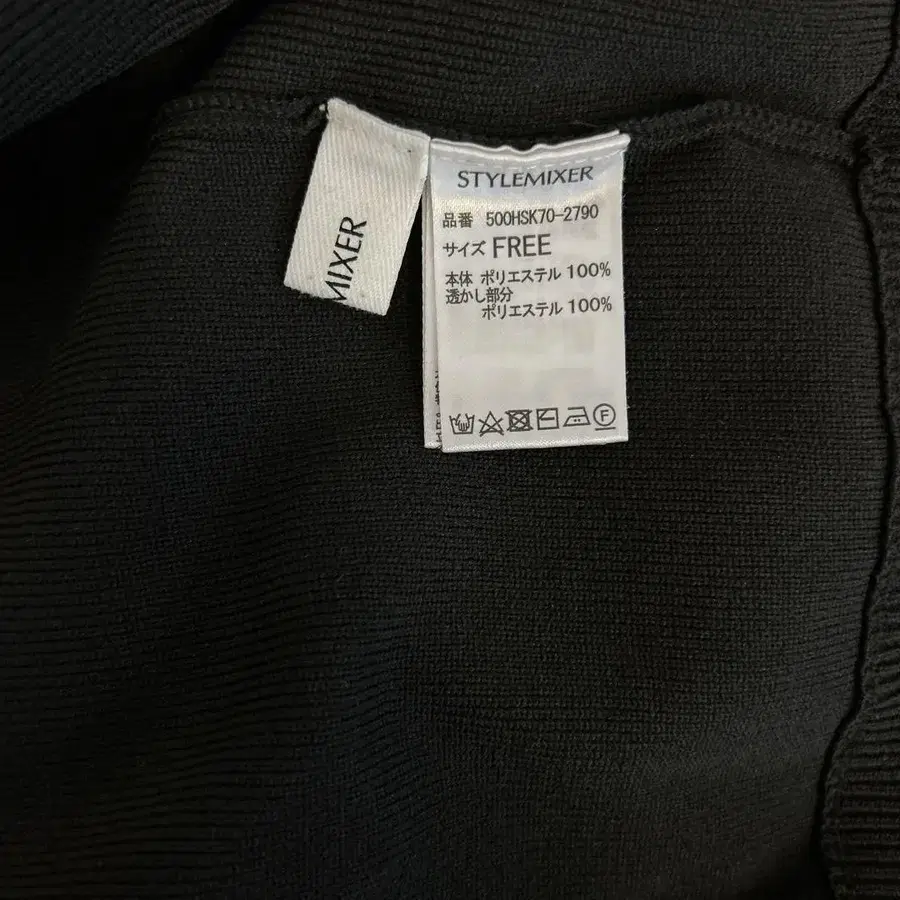 MIXER
STYLEMIXER
品番 500HSK70-2790
サイズ FREE
本体 ポリエステル 100%
透かし部分
ポリエステル 100%
F